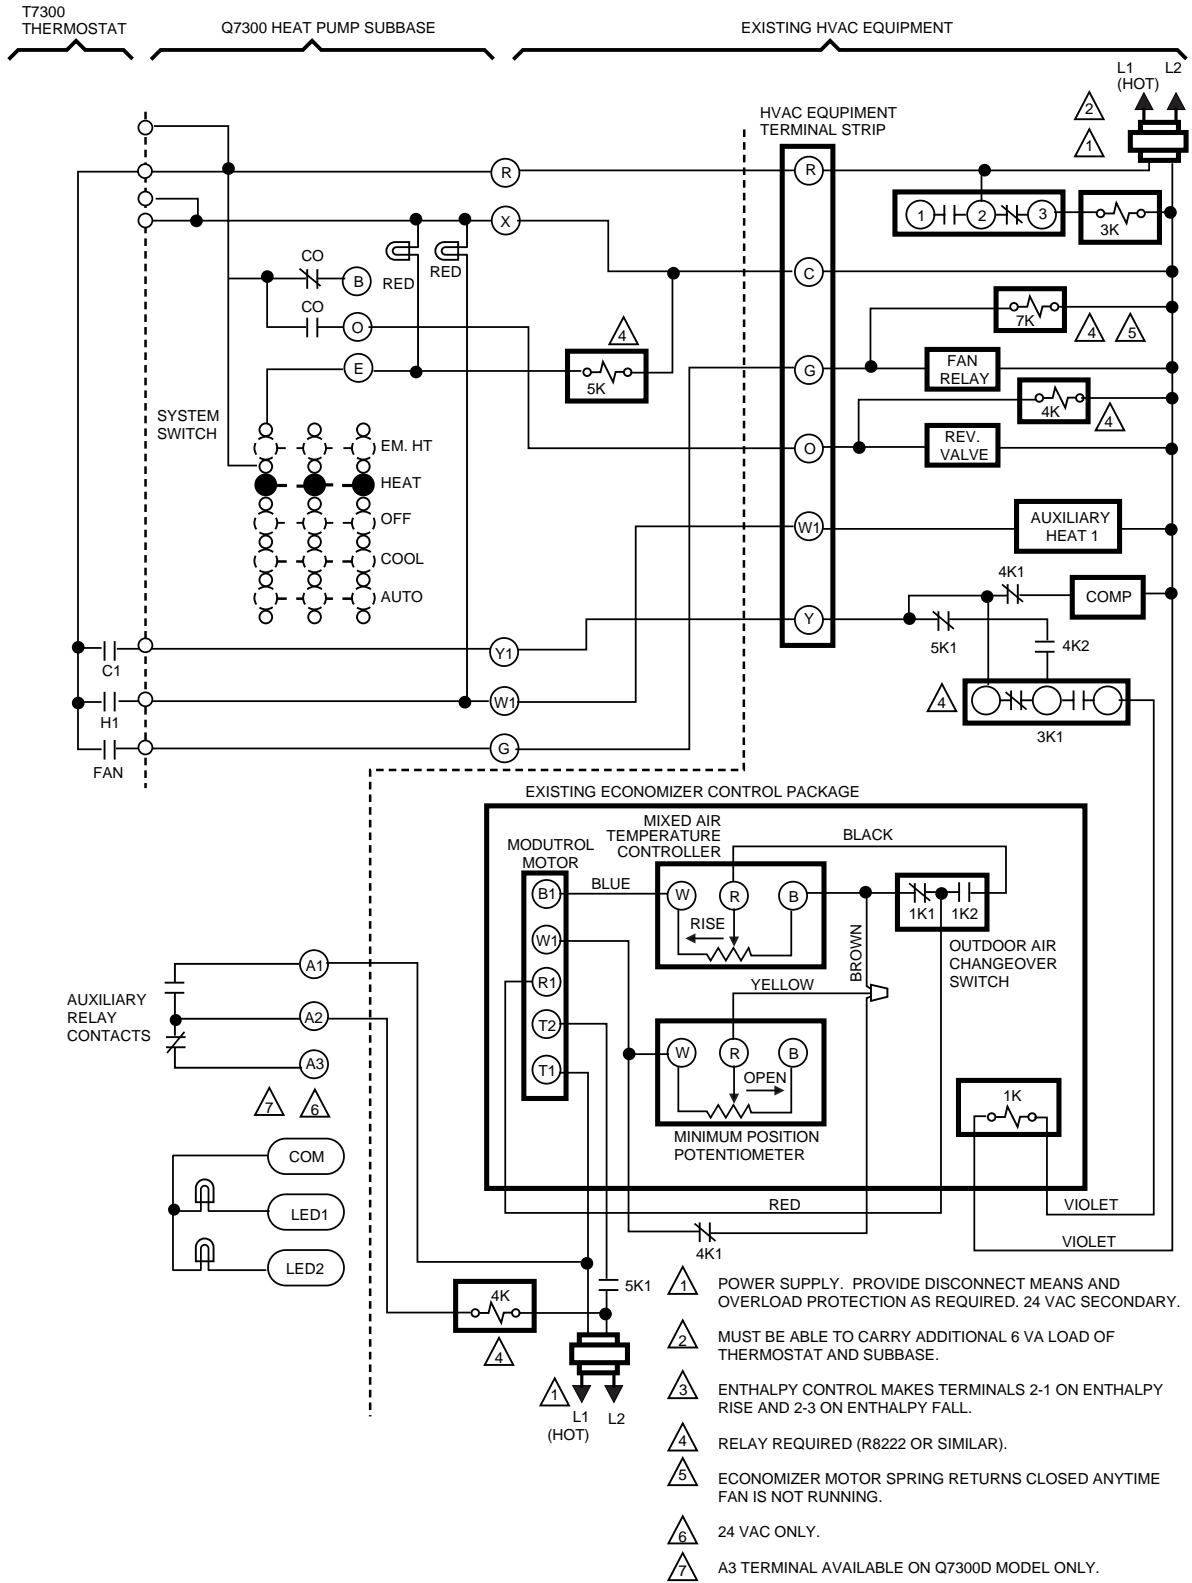 T7300
THERMOSTAT
Q7300 HEAT PUMP SUBBASE
EXISTING HVAC EQUIPMENT
L1
(HOT)
L2
2
1
HVAC EQUPIMENT
TERMINAL STRIP
R
R
1
2
3
3K
X
CO
B
RED
RED
C
CO
O
7K
4
5
4
E
5K
G
FAN
RELAY
4K
4
SYSTEM
SWITCH
EM. HT
O
REV.
VALVE
HEAT
OFF
W1
AUXILIARY
HEAT 1
COOL
4K1
AUTO
COMP
Y
5K1
4K2
C1
Y1
4
H1
W1
3K1
FAN
G
EXISTING ECONOMIZER CONTROL PACKAGE
MIXED AIR
TEMPERATURE
CONTROLLER
BLACK
MODUTROL
MOTOR
B1
BLUE
W
R
B
1K1
1K2
RISE
W1
BROWN
OUTDOOR AIR
CHANGEOVER
SWITCH
A1
R1
YELLOW
AUXILIARY
RELAY
CONTACTS
A2
T2
W
R
B
A3
T1
OPEN
7
6
1K
MINIMUM POSITION
POTENTIOMETER
COM
RED
VIOLET
LED1
VIOLET
4K1
LED2
5K1
4K
4
1
L1
(HOT)
L2
1 POWER SUPPLY. PROVIDE DISCONNECT MEANS AND
OVERLOAD PROTECTION AS REQUIRED. 24 VAC SECONDARY.
2 MUST BE ABLE TO CARRY ADDITIONAL 6 VA LOAD OF
THERMOSTAT AND SUBBASE.
3 ENTHALPY CONTROL MAKES TERMINALS 2-1 ON ENTHALPY
RISE AND 2-3 ON ENTHALPY FALL.
4 RELAY REQUIRED (R8222 OR SIMILAR).
5 ECONOMIZER MOTOR SPRING RETURNS CLOSED ANYTIME
FAN IS NOT RUNNING.
6 24 VAC ONLY.
7 A3 TERMINAL AVAILABLE ON Q7300D MODEL ONLY.